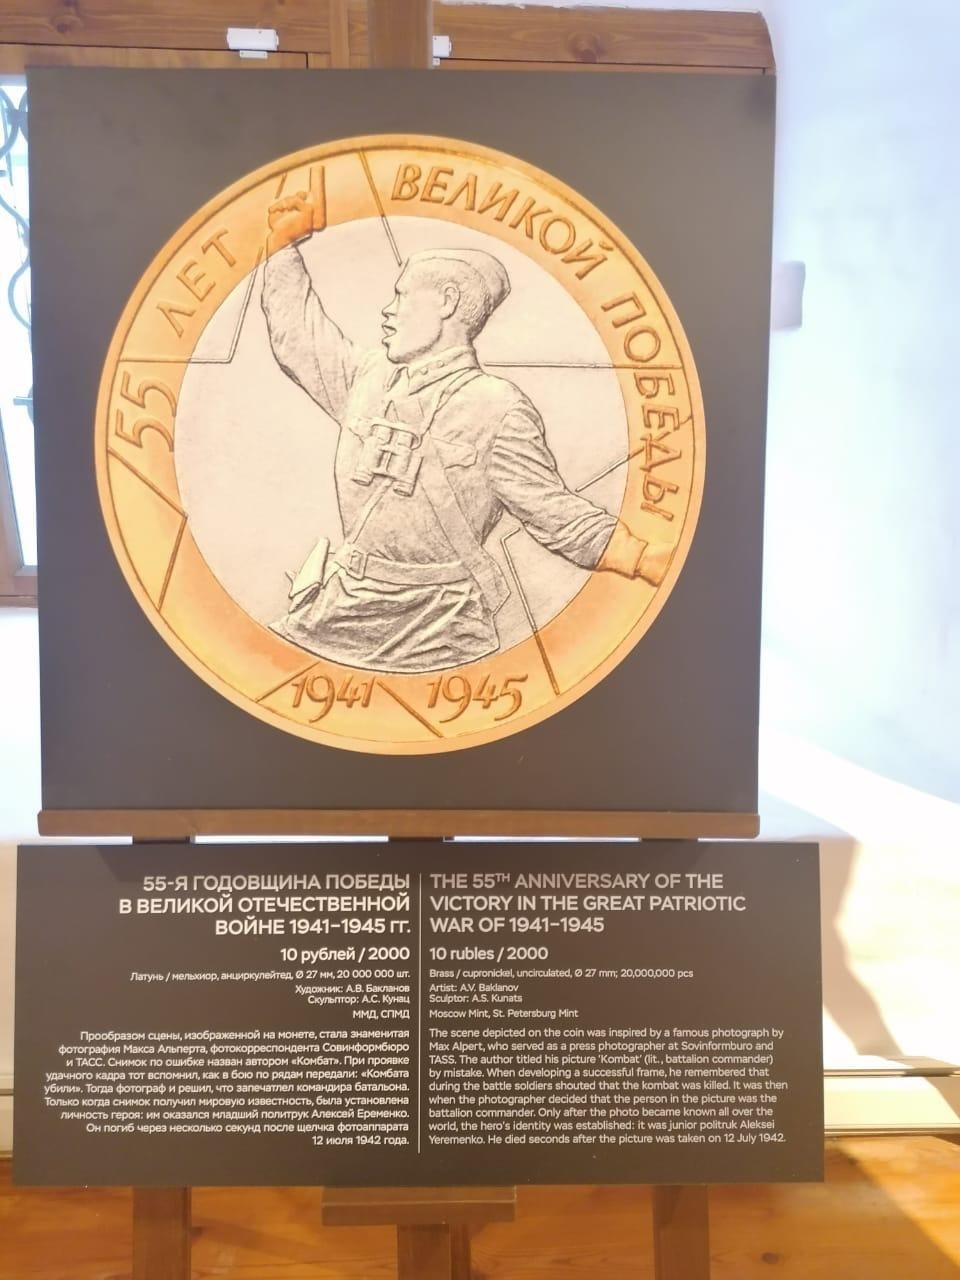 55 ЛЕТ ВЕЛИКОЙ ПОБЕДЫ
1941 1945
55-Я ГОДОВЩИНА ПОБЕДЫ
В ВЕЛИКОЙ ОТЕЧЕСТВЕННОЙ
ВОЙНЕ 1941–1945 гг.
10 рублей / 2000
Латунь / мельхиор, анциркулейтед, Ø 27 мм, 20 000 000 шт.
Художник: А.В. Бакланов
Скульптор: А.С. Кунац
ММД, СПМД
Прообразом сцены, изображенной на монете, стала знаменитая
фотография Макса Альперта, фотокорреспондента Совинформбюро
и ТАСС. Снимок по ошибке назван автором «Комбат». При проявке
удачного кадра тот вспомнил, как в бою по рядам передали: «Комбата
убили». Тогда фотограф и решил, что запечатлел командира батальона.
Только когда снимок получил мировую известность, была установлена
личность героя: им оказался младший политрук Алексей Еременко.
Он погиб через несколько секунд после щелчка фотоаппарата
12 июля 1942 года.
THE 55TH ANNIVERSARY OF THE
VICTORY IN THE GREAT PATRIOTIC
WAR OF 1941–1945
10 rubles / 2000
Brass / cupronickel, uncirculated, Ø 27 mm; 20,000,000 pcs
Artist: A.V. Baklanov
Sculptor: A.S. Kunats
Moscow Mint, St. Petersburg Mint
The scene depicted on the coin was inspired by a famous photograph by
Max Alpert, who served as a press photographer at Sovinformburo and
TASS. The author titled his picture 'Kombat' (lit., battalion commander)
by mistake. When developing a successful frame, he remembered that
during the battle soldiers shouted that the kombat was killed. It was then
when the photographer decided that the person in the picture was the
battalion commander. Only after the photo became known all over the
world, the hero's identity was established: it was junior politruk Aleksei
Yeremenko. He died seconds after the picture was taken on 12 July 1942.